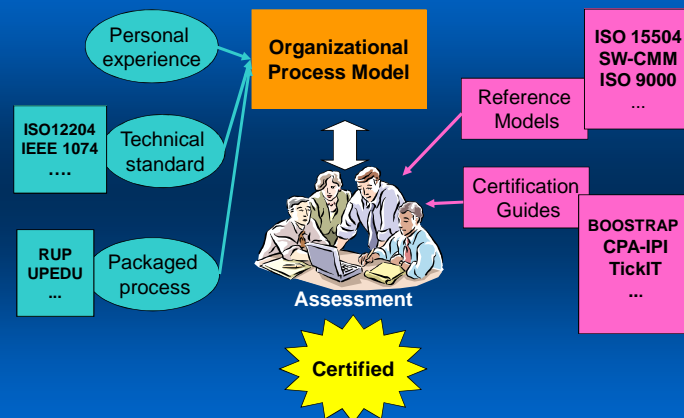 Personal
experience
Organizational
Process Model
ISO 15504
SW-CMM
ISO 9000
...
Reference
Models
ISO12204
IEEE 1074
....
Technical
standard
Certification
Guides
RUP
UPEDU
...
Packaged
process
BOOSTRAP
CPA-IPI
TickIT
...
Assessment
Certified